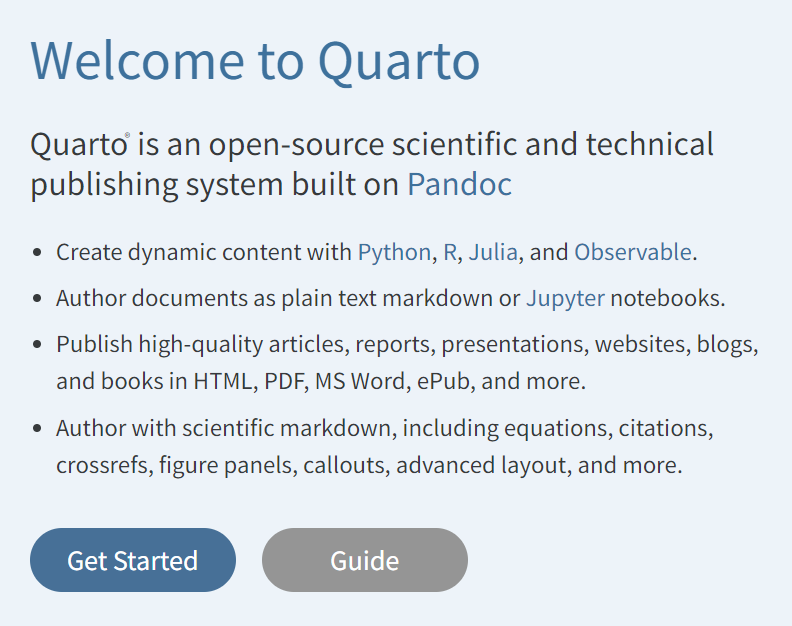 Welcome to Quarto
Quarto® is an open-source scientific and technical
publishing system built on Pandoc
• Create dynamic content with Python, R, Julia, and Observable.
• Author documents as plain text markdown or Jupyter notebooks.
• Publish high-quality articles, reports, presentations, websites, blogs,
and books in HTML, PDF, MS Word, ePub, and more.
• Author with scientific markdown, including equations, citations,
crossrefs, figure panels, callouts, advanced layout, and more.
Get Started Guide